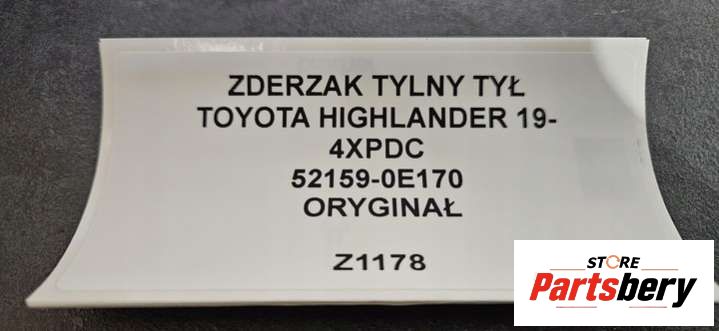 ZDERZAK TYLNY TYŁ
TOYOTA HIGHLANDER 19-
4XPDC
52159-0E170
ORYGINAŁ
Z1178
STORE
Partsbery